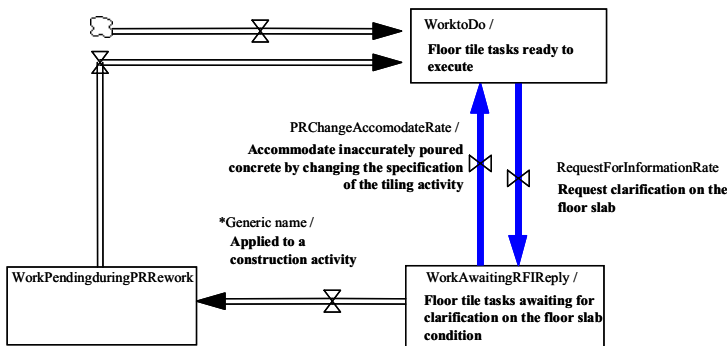 WorktoDo /
Floor tile tasks ready to
execute
PRChangeAccomodateRate /
Accommodate inaccurately poured
concrete by changing the specification
of the tiling activity
RequestForInformationRate
Request clarification on the
floor slab
*Generic name /
Applied to a
construction activity
WorkPendingduringPRRework
WorkAwaitingRFIReply /
Floor tile tasks awaiting for
clarification on the floor slab
condition